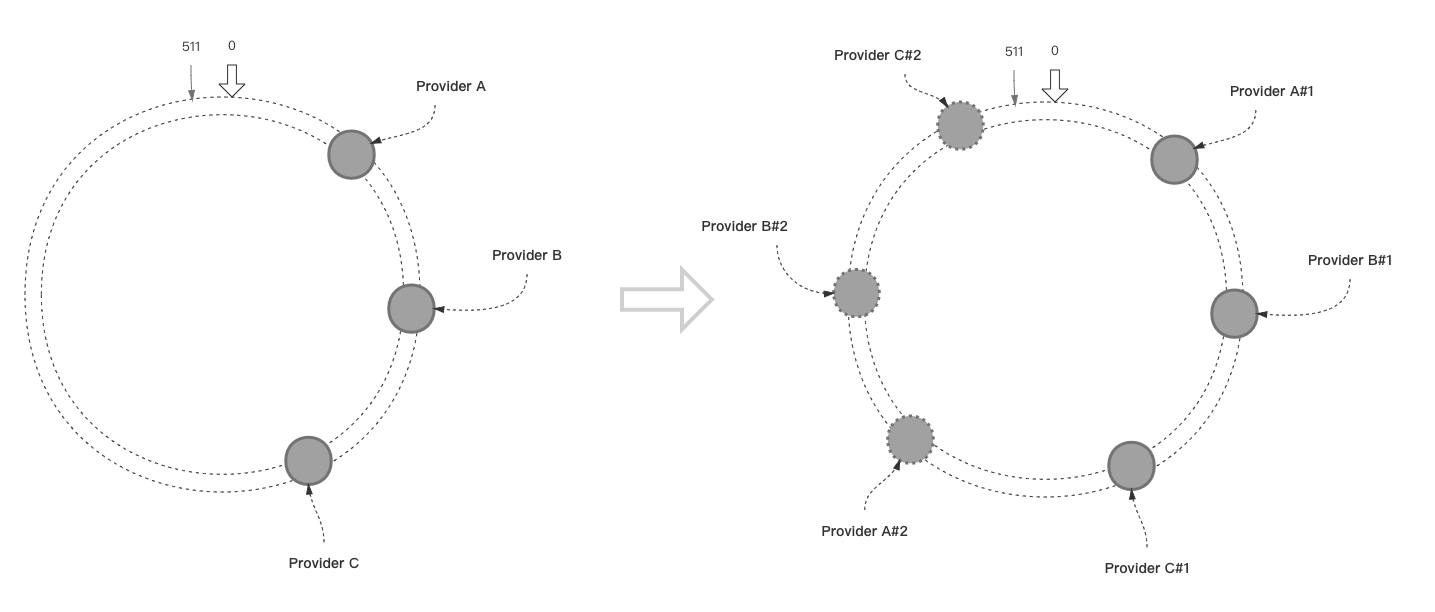 511
0
Provider A
Provider B
Provider C
Provider C#2
511
0
Provider A#1
Provider B#2
Provider B#1
Provider A#2
Provider C#1